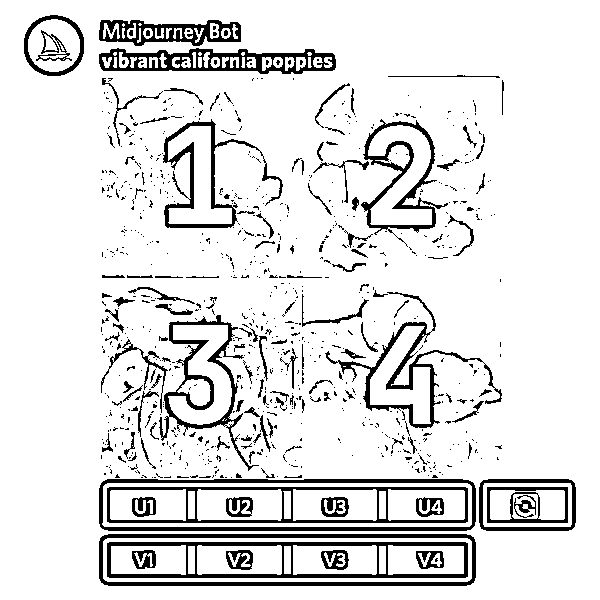 Midjourney Bot
vibrant california poppies
1 2
3 4
U1 U2 U3 U4
V1 V2 V3 V4